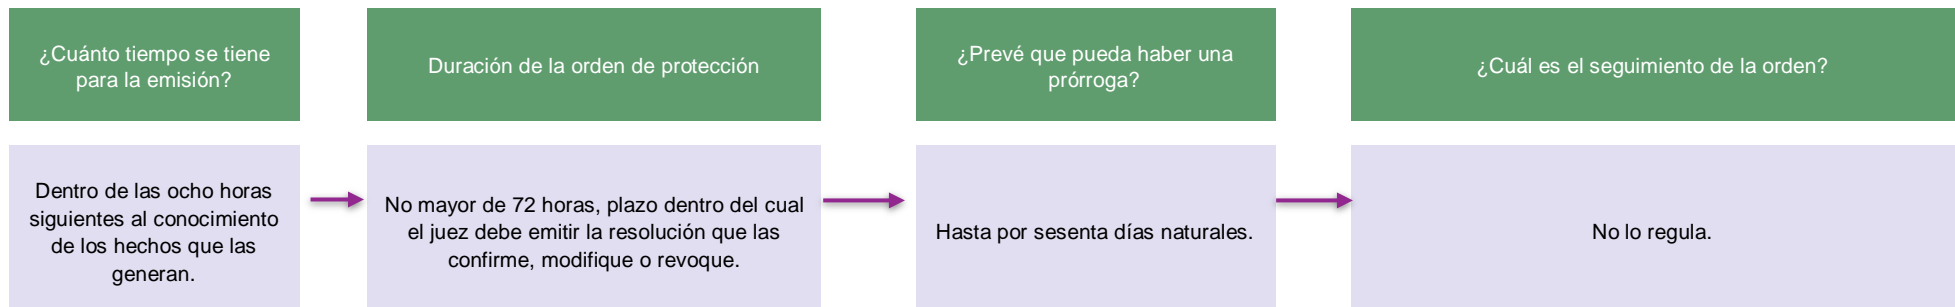 ¿Cuánto tiempo se tiene
para la emisión?
Duración de la orden de protección
¿Prevé que pueda haber una
prórroga?
¿Cuál es el seguimiento de la orden?
Dentro de las ocho horas
siguientes al conocimiento
de los hechos que las
generan.
No mayor de 72 horas, plazo dentro del cual
el juez debe emitir la resolución que las
confirme, modifique o revoque.
Hasta por sesenta días naturales.
No lo regula.